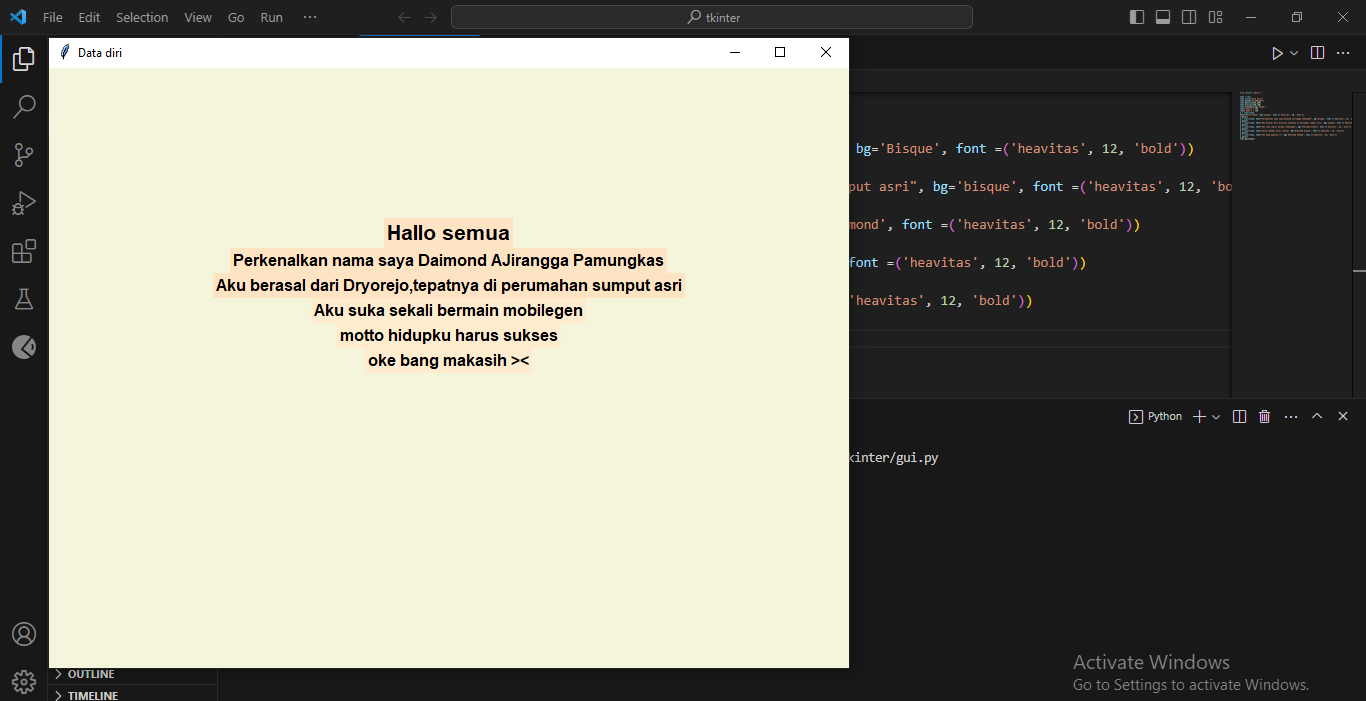 File Edit Selection View Go Run ···
tkinter
Data diri
Hallo semua
Perkenalkan nama saya Daimond AJirangga Pamungkas
Aku berasal dari Dryorejo,tepatnya di perumahan sumput asri
Aku suka sekali bermain mobilegen
motto hidupku harus sukses
oke bang makasih ><
bg='Bisque', font =('heavitas', 12, 'bold'))
put asri", bg='bisque', font =('heavitas', 12, 'bo
mond', font =('heavitas', 12, 'bold'))
font =('heavitas', 12, 'bold'))
'heavitas', 12, 'bold'))
Python
kinter/gui.py
OUTLINE
TIMELINE
Activate Windows
Go to Settings to activate Windows.